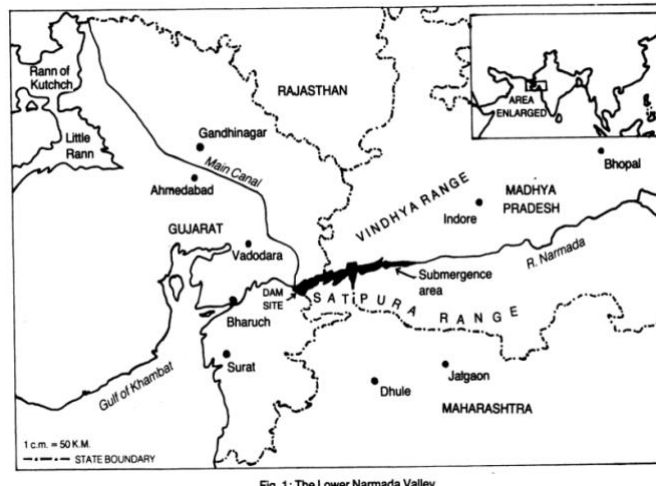 Rann of
Kutchch
Little
Rann
RAJASTHAN
AREA
ENLARGED
Gandhinagar
Main Canal
Ahmedabad
Bhopal
VINDHYA RANGE
MADHYA
PRADESH
Indore
GUJARAT
Vadodara
R. Narmada
Submergence
area
DAM
SITE
SATPURA RANGE
Bharuch
Gulf of Khambat
Surat
Jatgaon
Dhule
MAHARASHTRA
1 c.m. = 50 K.M.
STATE BOUNDARY
Fig. 1: The Lower Narmada Valley